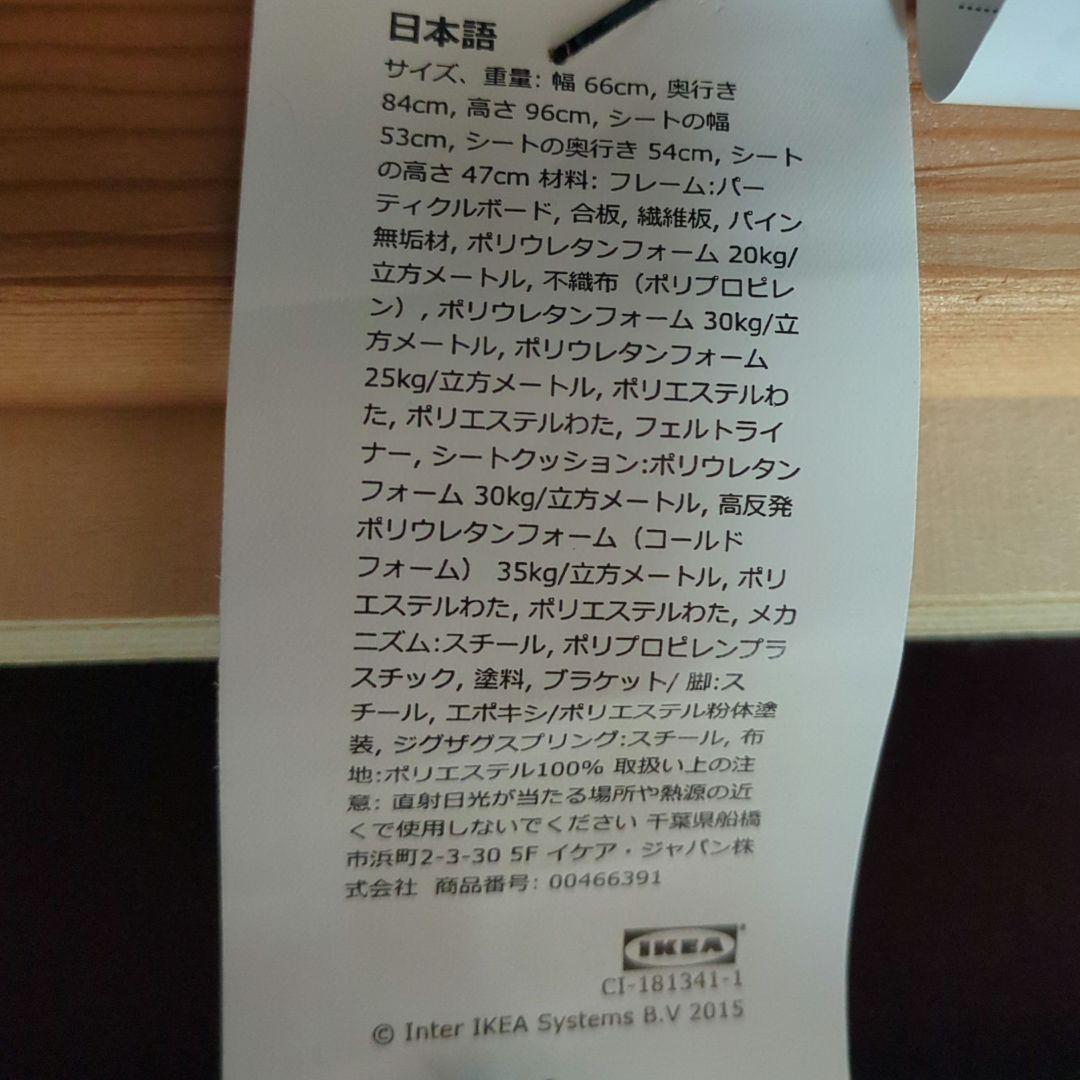 日本語
サイズ、重量: 幅 66cm, 奥行き
84cm, 高さ 96cm, シートの幅
53cm, シートの奥行き 54cm, シート
の高さ 47cm 材料: フレーム:パー
ティクルボード, 合板, 繊維板, パイン
無垢材, ポリウレタンフォーム 20kg/
立方メートル, 不織布（ポリプロピレ
ン）, ポリウレタンフォーム 30kg/立
方メートル, ポリウレタンフォーム
25kg/立方メートル, ポリエステルわ
た, ポリエステルわた, フェルトライ
ナー, シートクッション:ポリウレタン
フォーム 30kg/立方メートル, 高反発
ポリウレタンフォーム（コールド
フォーム） 35kg/立方メートル, ポリ
エステルわた, ポリエステルわた, メカ
ニズム:スチール, ポリプロピレンプラ
スチック, 塗料, ブラケット/ 脚:ス
チール, エポキシ/ポリエステル粉体塗
装, ジグザグスプリング:スチール, 布
地:ポリエステル100% 取扱い上の注
意: 直射日光が当たる場所や熱源の近
くで使用しないでください 千葉県船橋
市浜町2-3-30 5F イケア・ジャパン株
式会社 商品番号: 00466391
IKEA
CI-181341-1
© Inter IKEA Systems B.V 2015